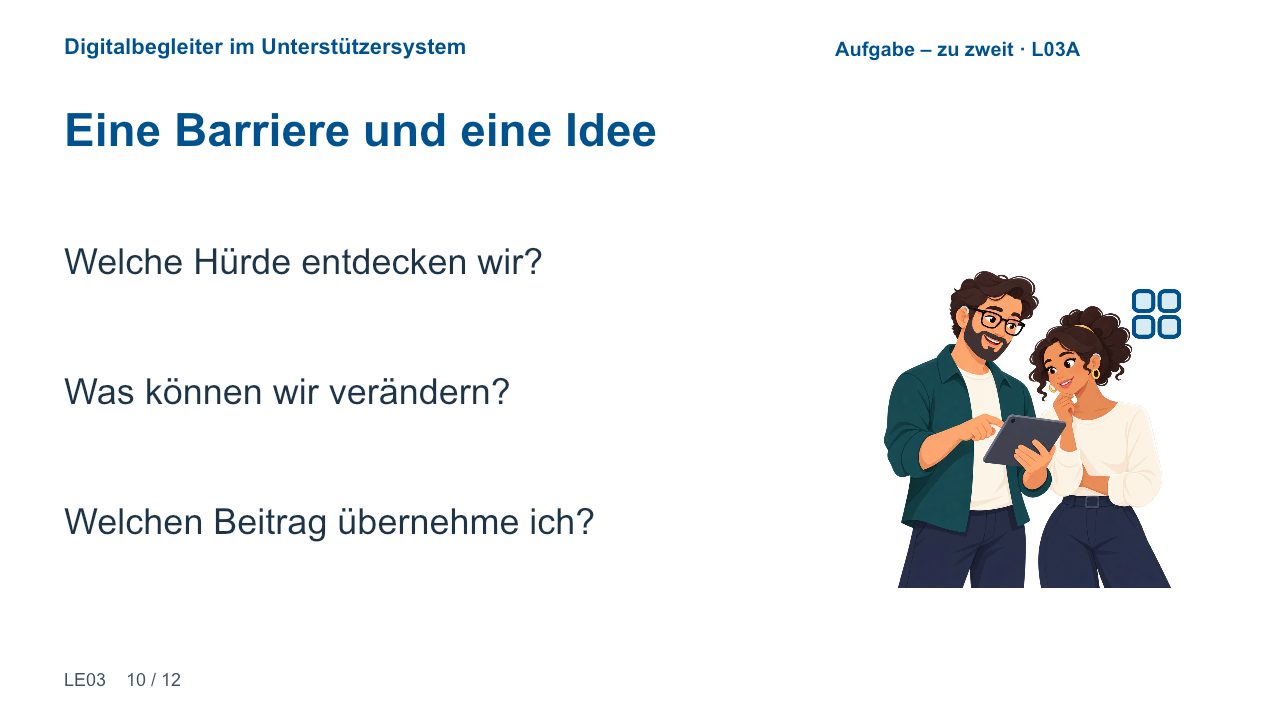 Digitalbegleiter im Unterstützersystem
Aufgabe – zu zweit · L03A
Eine Barriere und eine Idee
Welche Hürde entdecken wir?
Was können wir verändern?
Welchen Beitrag übernehme ich?
LE03 10 / 12